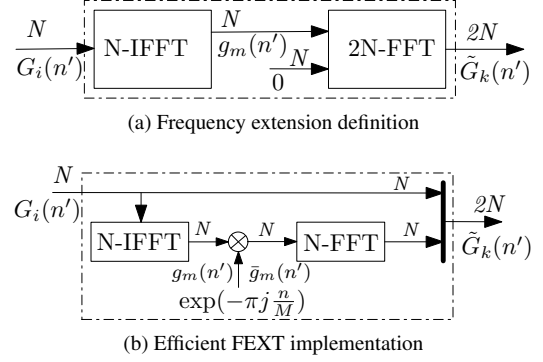 N
G_i(n')
N-IFFT
N
g_m(n')
N
0
2N-FFT
2N
G̃_k(n')
(a) Frequency extension definition
N
G_i(n')
N
N-IFFT
N
g_m(n')
exp(−πj n/M)
N
ḡ_m(n')
N-FFT
N
2N
G̃_k(n')
(b) Efficient FEXT implementation